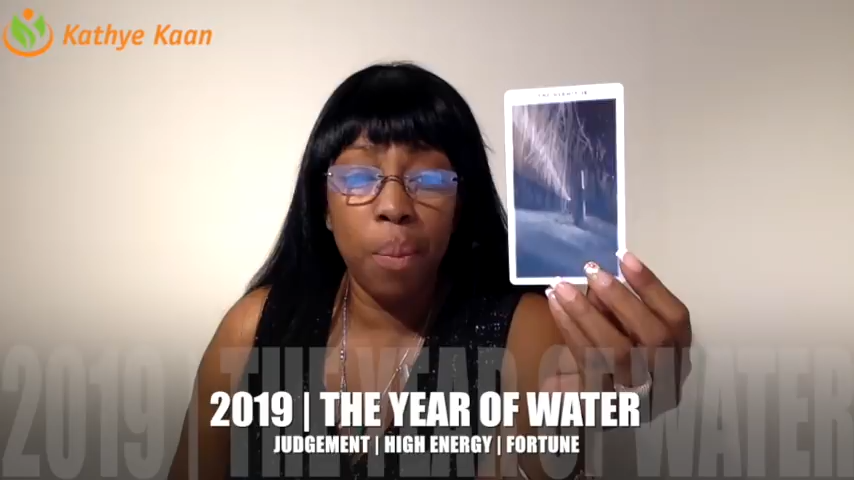 Kathye Kaan
2019 | THE YEAR OF WATER
2019 | THE YEAR OF WATER
JUDGEMENT | HIGH ENERGY | FORTUNE